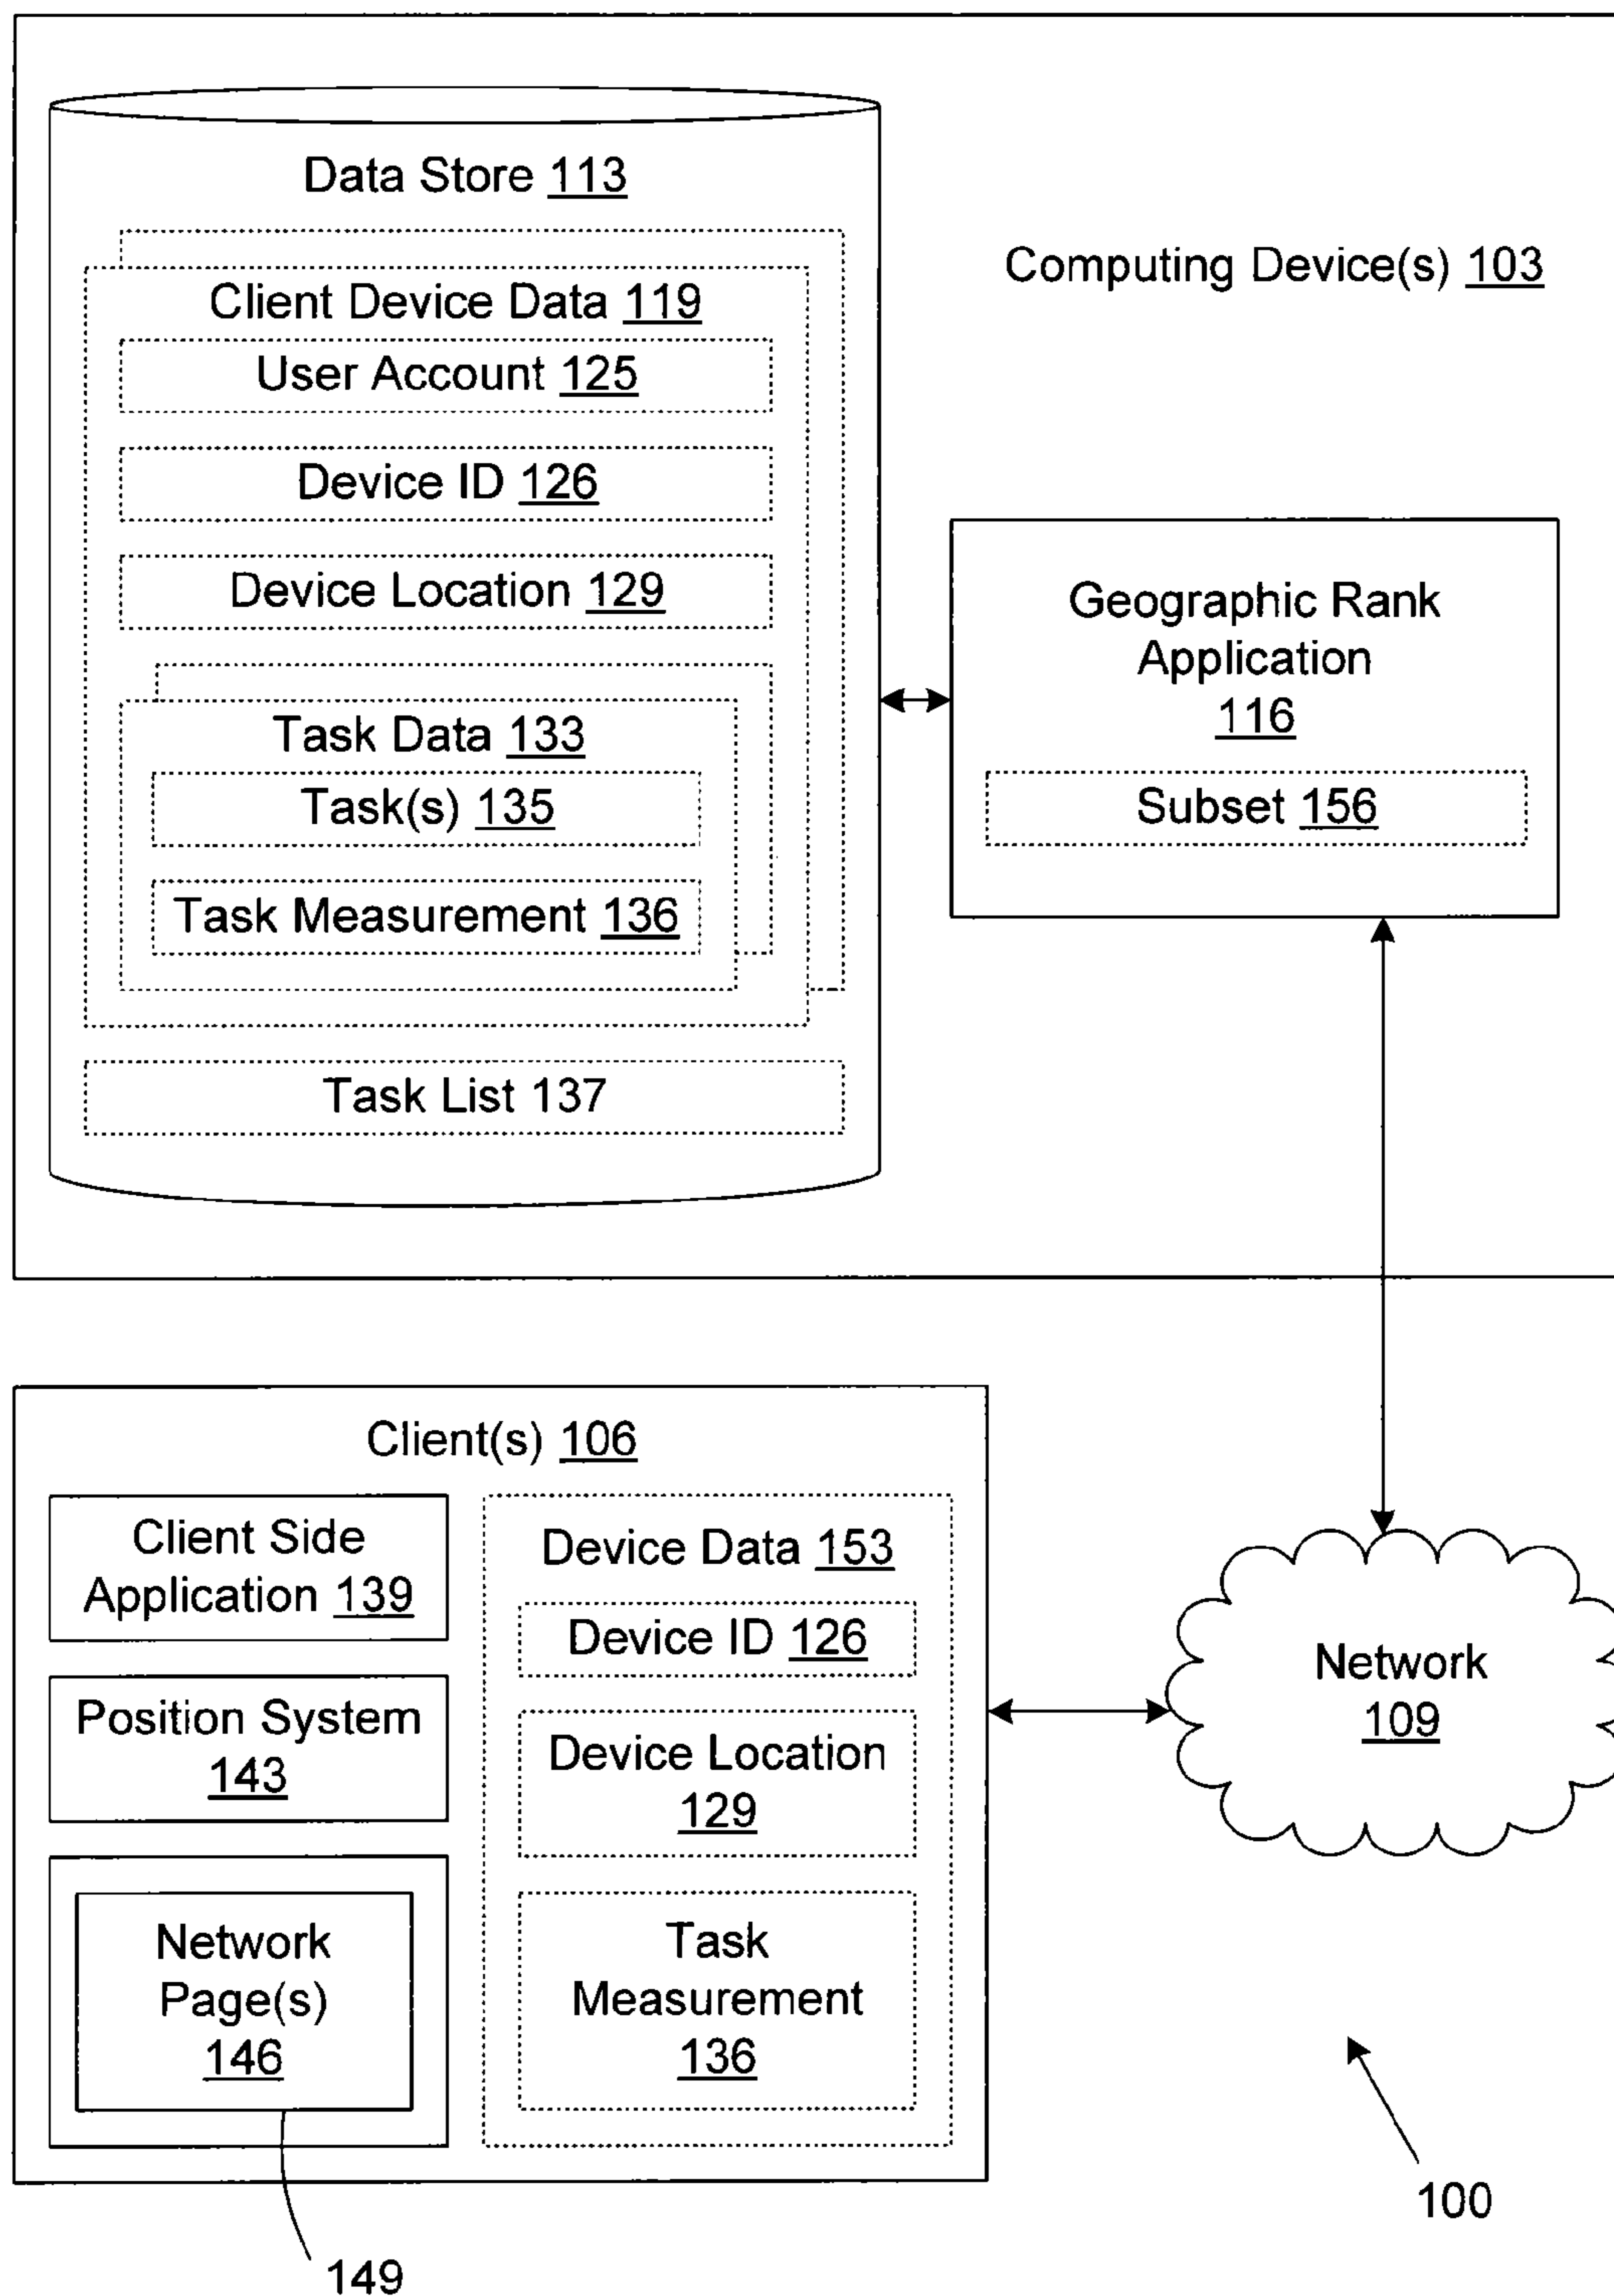 Data Store 113
Computing Device(s) 103
Client Device Data 119
User Account 125
Device ID 126
Device Location 129
Task Data 133
Task(s) 135
Task Measurement 136
Task List 137
Geographic Rank
Application
116
Subset 156
Client(s) 106
Client Side
Application 139
Position System
143
Network
Page(s)
146
149
Device Data 153
Device ID 126
Device Location
129
Task
Measurement
136
Network
109
100